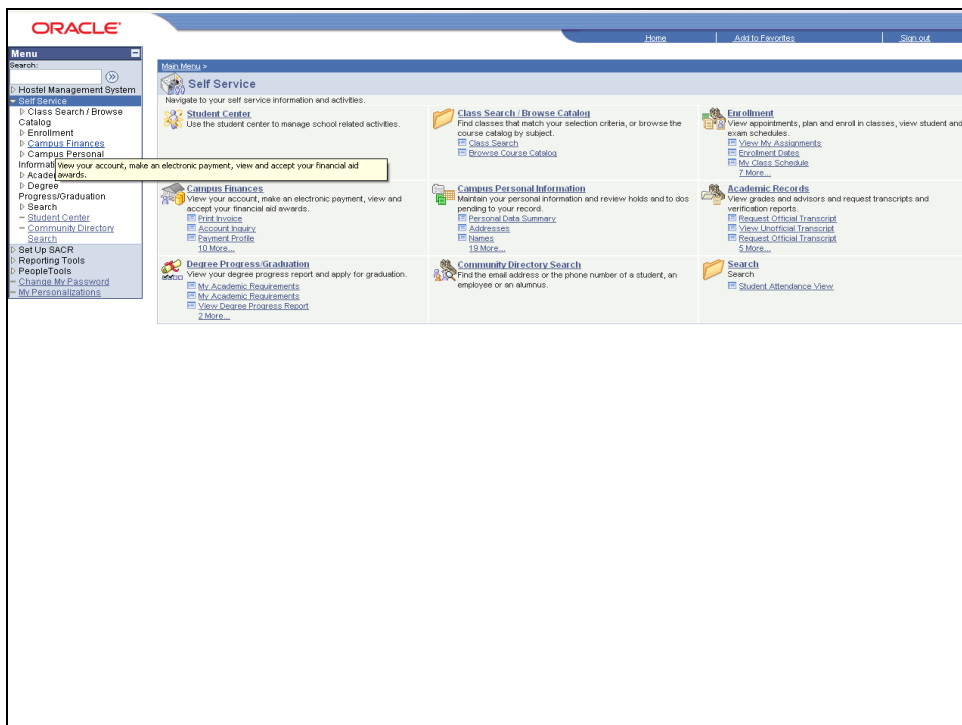 ORACLE'
Home
Add to Favorites
Sign out
Menu
Search:
Hostel Management System
Self Service
Class Search / Browse
Catalog
Enrollment
Campus Finances
Campus Personal
Informati
View your account, make an electronic payment, view and accept your financial aid
awards.
Acade
Degree
Progress/Graduation
Search
Student Center
Community Directory
Search
Set Up SACR
Reporting Tools
PeopleTools
Change My Password
My Personalizations
Main Menu >
Self Service
Navigate to your self service information and activities.
Student Center
Use the student center to manage school related activities.
Class Search / Browse Catalog
Find classes that match your selection criteria, or browse the
course catalog by subject.
Class Search
Browse Course Catalog
Enrollment
View appointments, plan and enroll in classes, view student and
exam schedules.
View My Assignments
Enrollment Dates
My Class Schedule
7 More...
Campus Finances
View your account, make an electronic payment, view and
accept your financial aid awards.
Print Invoice
Account Inquiry
Payment Profile
10 More...
Campus Personal Information
Maintain your personal information and review holds and to dos
pending to your record.
Personal Data Summary
Addresses
Names
19 More...
Academic Records
View grades and advisors and request transcripts and
verification reports.
Request Official Transcript
View Unofficial Transcript
Request Official Transcript
5 More...
Degree Progress/Graduation
View your degree progress report and apply for graduation.
My Academic Requirements
My Academic Requirements
View Degree Progress Report
2 More...
Community Directory Search
Find the email address or the phone number of a student, an
employee or an alumnus.
Search
Search
Student Attendance View